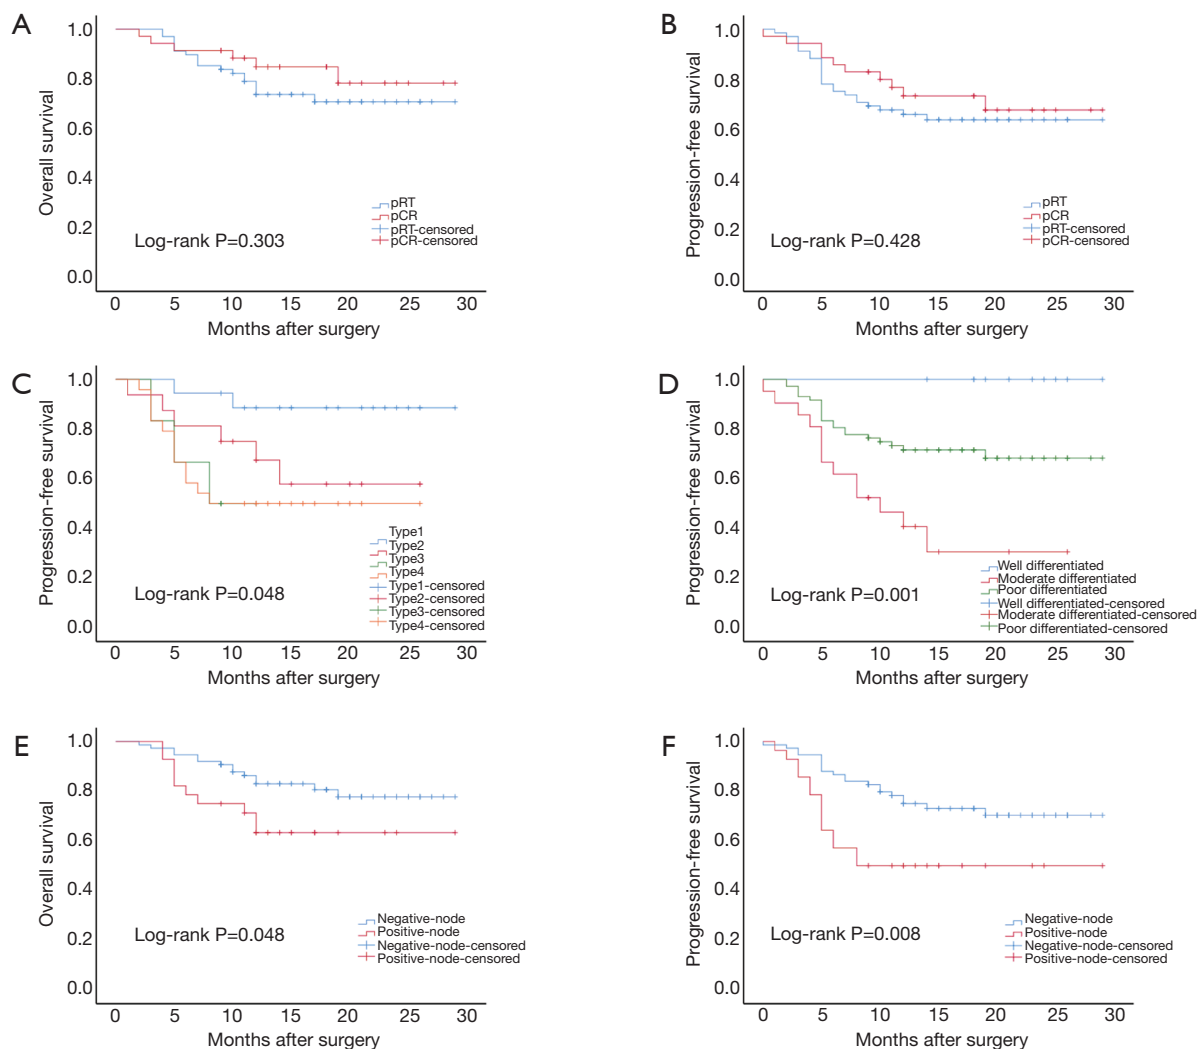 A
1.0
0.8
0.6
0.4
0.2
0.0
Overall survival
pRT
pCR
pRT-censored
pCR-censored
Log-rank P=0.303
0 5 10 15 20 25 30
Months after surgery
B
1.0
0.8
0.6
0.4
0.2
0.0
Progression-free survival
pRT
pCR
pRT-censored
pCR-censored
Log-rank P=0.428
0 5 10 15 20 25 30
Months after surgery
C
1.0
0.8
0.6
0.4
0.2
0.0
Progression-free survival
Type1
Type2
Type3
Type4
Type1-censored
Type2-censored
Type3-censored
Type4-censored
Log-rank P=0.048
0 5 10 15 20 25 30
Months after surgery
D
1.0
0.8
0.6
0.4
0.2
0.0
Progression-free survival
Well differentiated
Moderate differentiated
Poor differentiated
Well differentiated-censored
Moderate differentiated-censored
Poor differentiated-censored
Log-rank P=0.001
0 5 10 15 20 25 30
Months after surgery
E
1.0
0.8
0.6
0.4
0.2
0.0
Overall survival
Negative-node
Positive-node
Negative-node-censored
Positive-node-censored
Log-rank P=0.048
0 5 10 15 20 25 30
Months after surgery
F
1.0
0.8
0.6
0.4
0.2
0.0
Progression-free survival
Negative-node
Positive-node
Negative-node-censored
Positive-node-censored
Log-rank P=0.008
0 5 10 15 20 25 30
Months after surgery